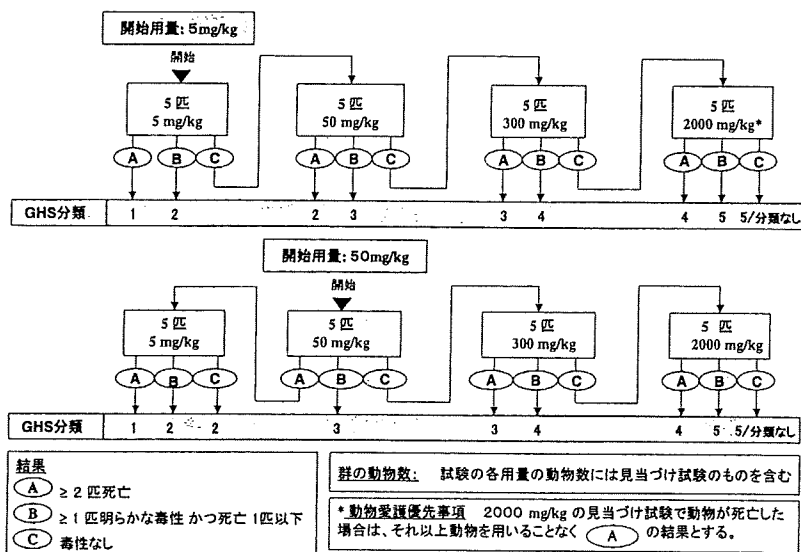 開始用量: 5mg/kg
開始
5 匹
5 mg/kg
5 匹
50 mg/kg
5 匹
300 mg/kg
5 匹
2000 mg/kg*
A B C A B C A B C A B C
GHS分類 1 2 2 3 3 4 4 5 5/分類なし
開始用量: 50mg/kg
開始
5 匹
5 mg/kg
5 匹
50 mg/kg
5 匹
300 mg/kg
5 匹
2000 mg/kg
A B C A B C A B C A B C
GHS分類 1 2 2 3 3 4 4 5 5/分類なし
結果
A ≥ 2 匹死亡
B ≥ 1 匹明らかな毒性 かつ死亡 1匹以下
C 毒性なし
群の動物数: 試験の各用量の動物数には見当づけ試験のものを含む
* 動物愛護優先事項 2000 mg/kg の見当づけ試験で動物が死亡した
場合は、それ以上動物を用いることなく A の結果とする。